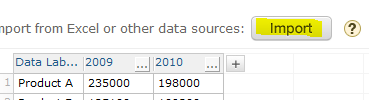 mport from Excel or other data sources: Import ?
Data Lab... 2009 ... 2010 ... +
1 Product A 235000 198000